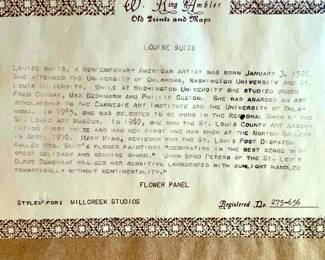 W. King Ambler
Old Prints and Maps
LOUISE SUITS
LOUISE SUITS, A CONTEMPORARY AMERICAN ARTIST WAS BORN JANUARY 3, 1926.
SHE ATTENDED THE UNIVERSITY OF OKLAHOMA, WASHINGTON UNIVERSITY AND ST.
LOUIS UNIVERSITY. WHILE AT WASHINGTON UNIVERSITY SHE STUDIED UNDER
FRED CONWAY, MAX BECKMANN AND PHILLIP GUSTON. SHE WAS AWARDED AN ART
SCHOLARSHIP TO THE CARNEGIE ART INSTITUTE AND THE UNIVERSITY OF OKLA-
HOMA. IN 1965, SHE WAS SELECTED TO BE HUNG IN THE REGIONAL SHOW OF THE
ST. LOUIS ART MUSEUM. IN 1967, SHE WON THE ST. LOUIS COUNTY ART ASSOCI-
ATION FIRST PRIZE AND HAD HER FIRST ONE MAN SHOW AT THE NORTON GALLERY
IN APRIL 1970. MARY KING, REVIEWER FOR THE ST. LOUIS POST DISPATCH
CALLED MRS. SUIT'S FLOWER PAINTINGS "DECORATIVE IN THE BEST SENSE WITH
GREAT DELICACY AND SENSING CHARM." JOHN BROD PETERS OF THE ST. LOUIS
GLOBE DEMOCRAT PRAISED HER SENSITIVE LANDSCAPES WITH SUNLIGHT HANDLED
ROMANTICALLY WITHOUT SENTIMENTALITY."
FLOWER PANEL
STYLED FOR: MILLCREEK STUDIOS
Registered No. 275-656